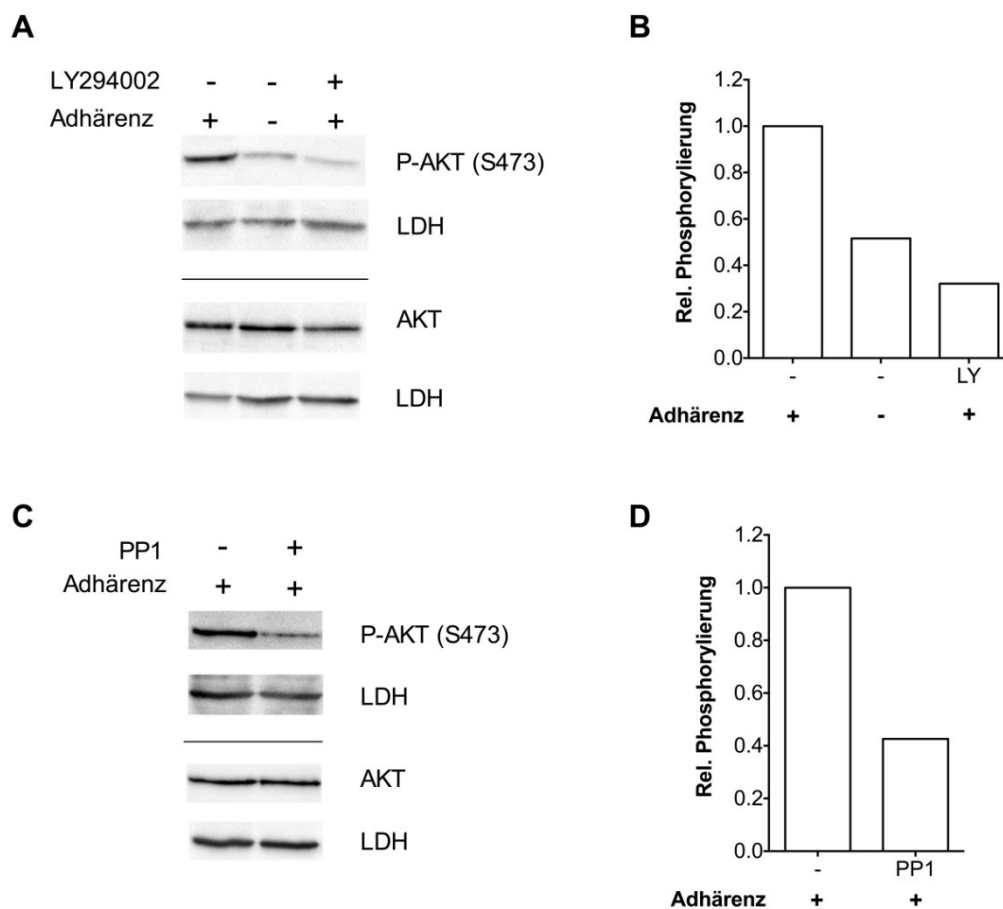 A
LY294002 - - +
Adhärenz + - +
P-AKT (S473)
LDH
AKT
LDH
B
Rel. Phosphorylierung
1.2
1.0
0.8
0.6
0.4
0.2
0.0
- - LY
Adhärenz + - +
C
PP1 - +
Adhärenz + +
P-AKT (S473)
LDH
AKT
LDH
D
Rel. Phosphorylierung
1.2
1.0
0.8
0.6
0.4
0.2
0.0
- PP1
Adhärenz + +